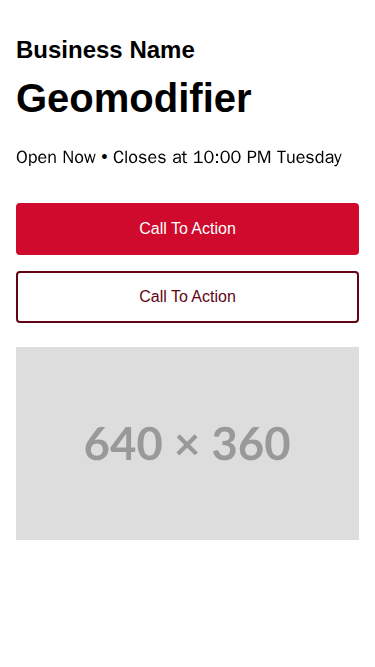 Business Name
Geomodifier
Open Now • Closes at 10:00 PM Tuesday
Call To Action
Call To Action
640 × 360